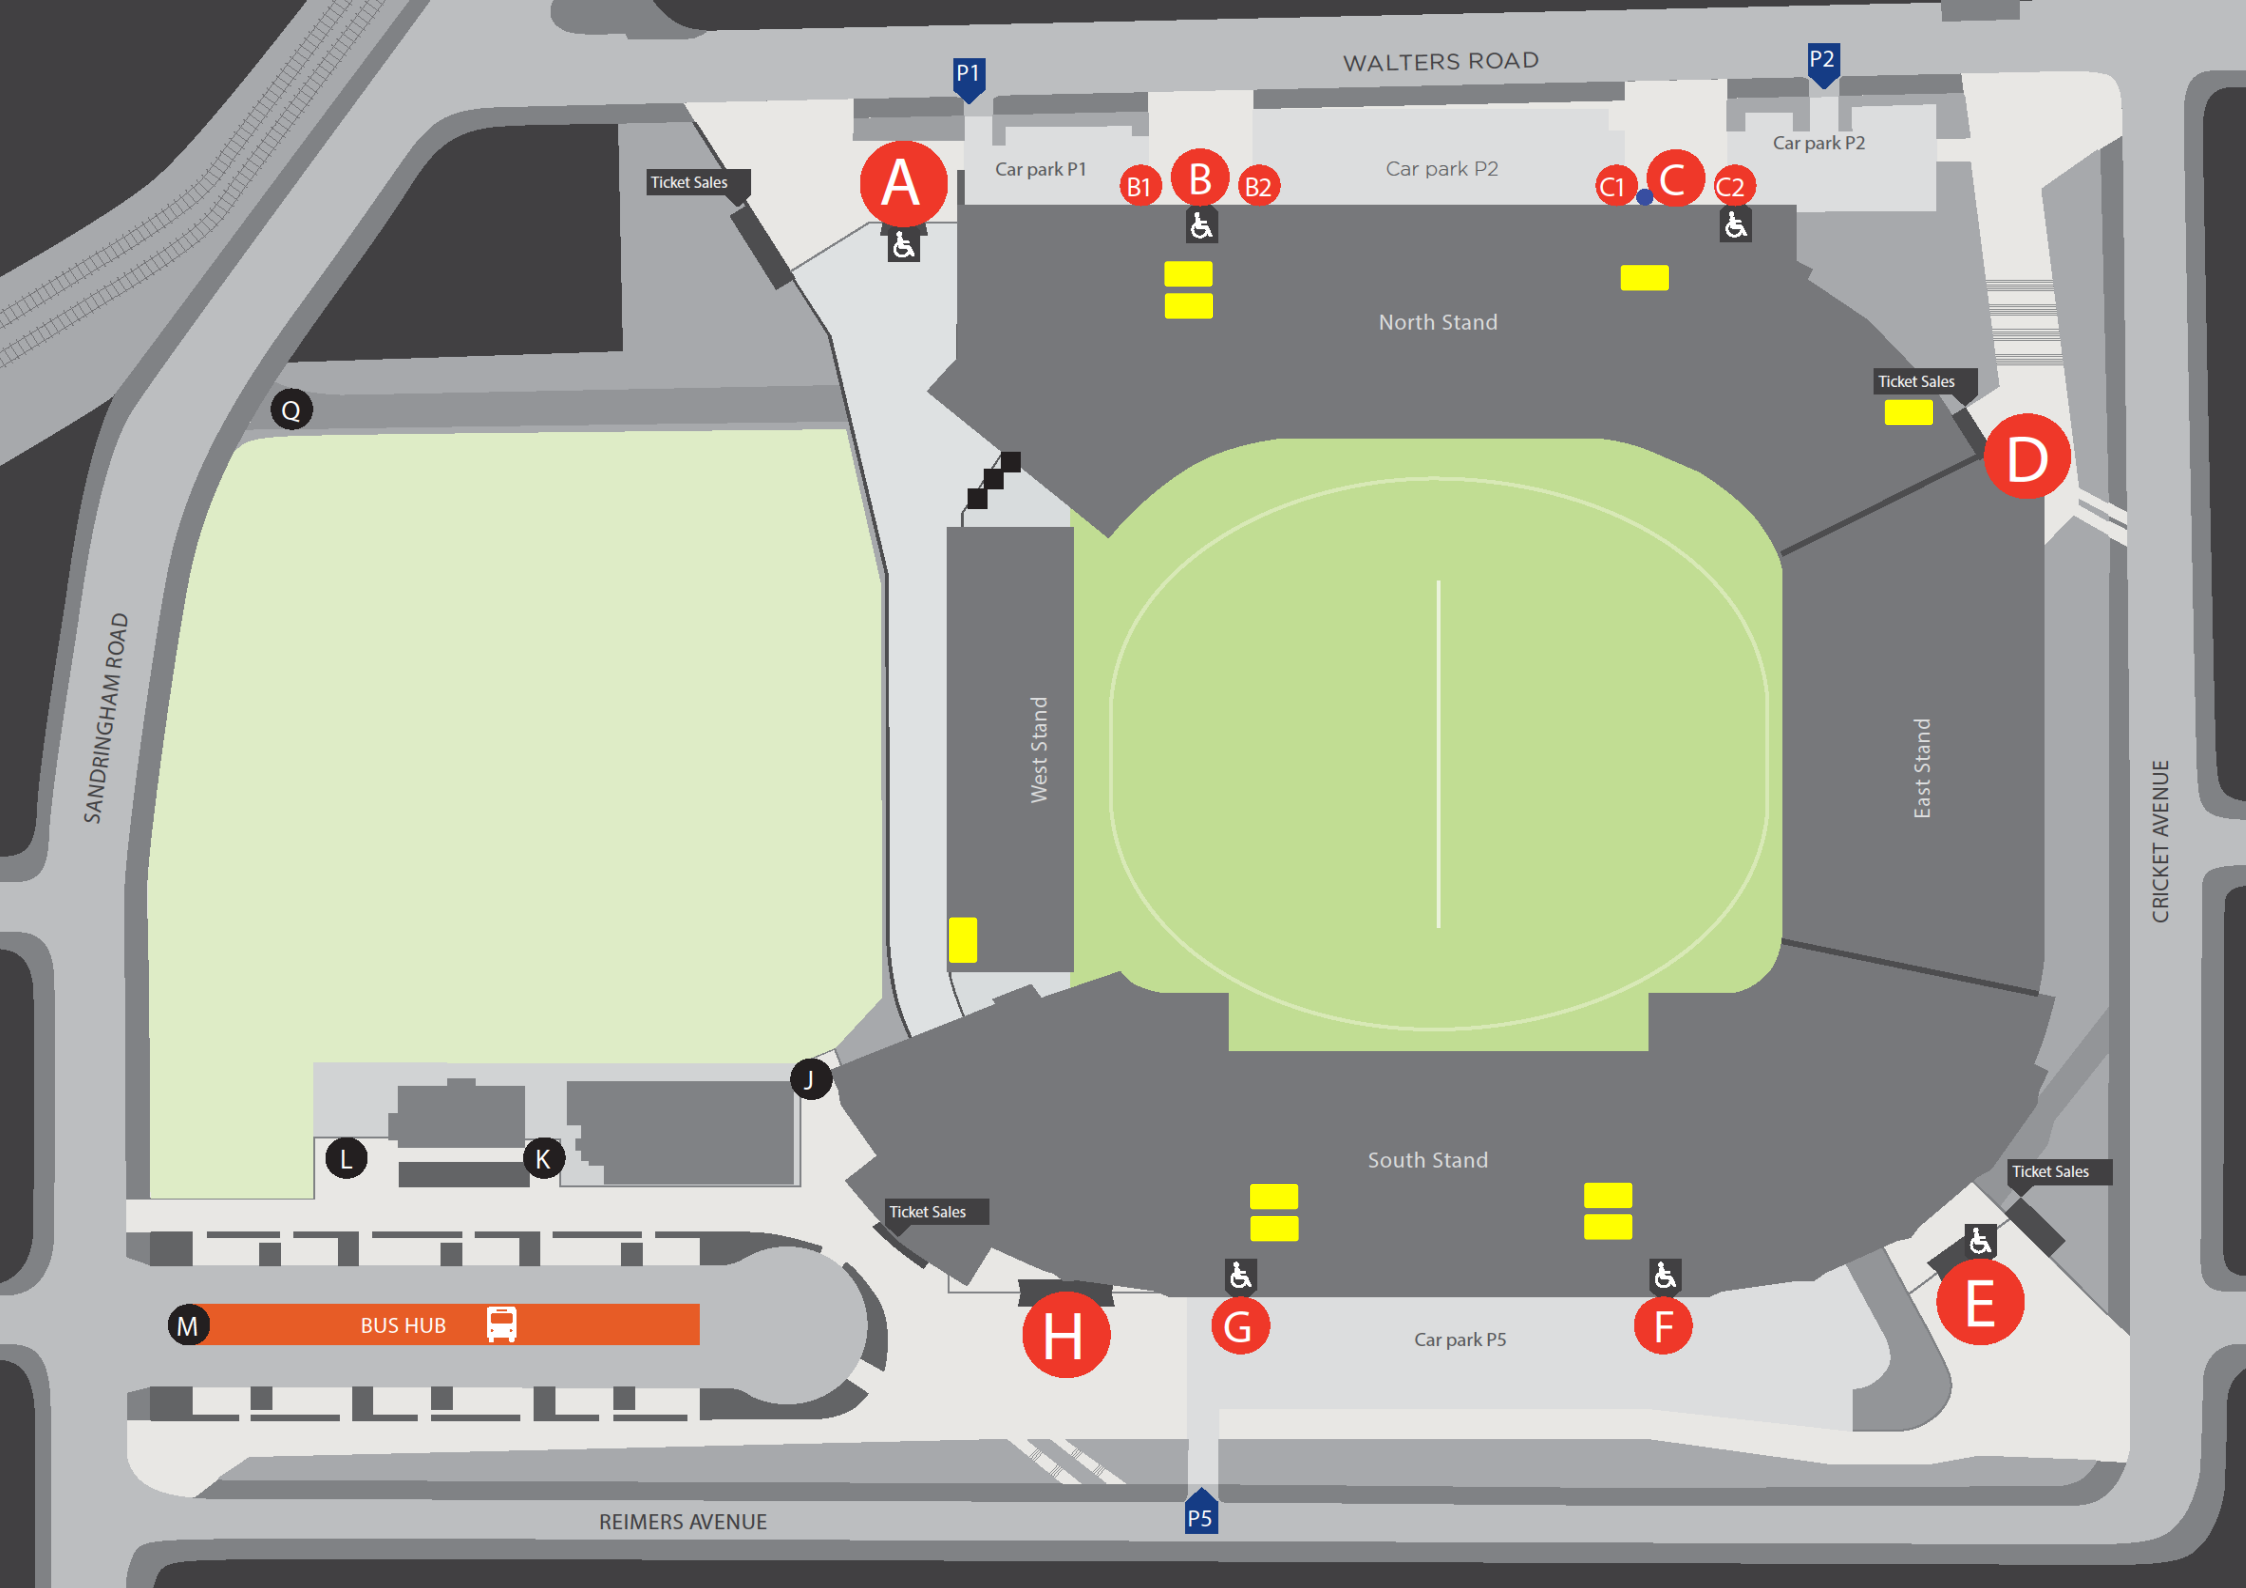 WALTERS ROAD
P1
P2
Car park P1
Car park P2
Car park P2
Ticket Sales
A
B1
B
B2
C1
C
C2
North Stand
Ticket Sales
Q
D
SANDRINGHAM ROAD
West Stand
East Stand
CRICKET AVENUE
J
L
K
South Stand
Ticket Sales
Ticket Sales
M
BUS HUB
H
G
F
E
Car park P5
P5
REIMERS AVENUE